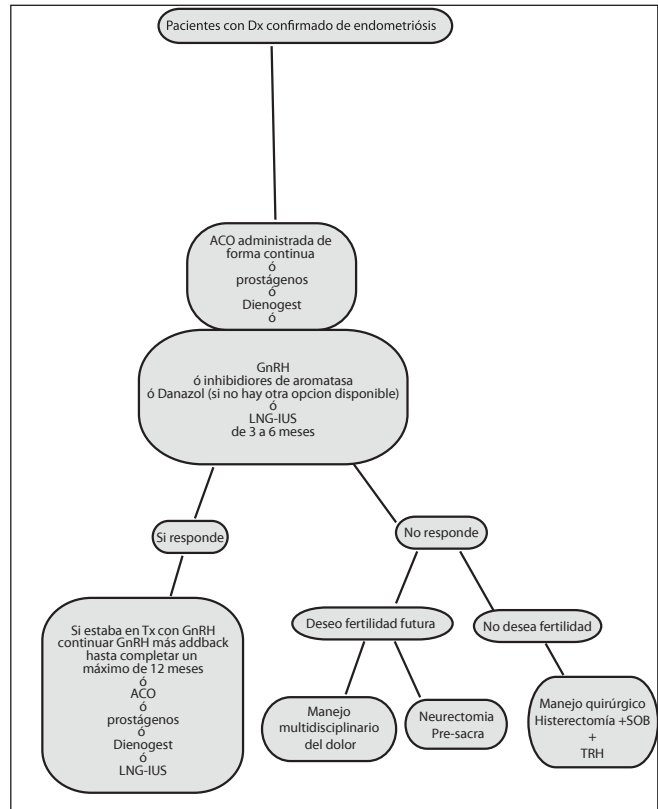 Pacientes con Dx confirmado de endometriósis
ACO administrada de
forma continua
ó
prostágenos
ó
Dienogest
ó
GnRH
ó inhibidiores de aromatasa
ó Danazol (si no hay otra opcion disponible)
ó
LNG-IUS
de 3 a 6 meses
Si responde
No responde
Si estaba en Tx con GnRH
continuar GnRH más addback
hasta completar un
máximo de 12 meses
ó
ACO
ó
prostágenos
ó
Dienogest
ó
LNG-IUS
Deseo fertilidad futura
No desea fertilidad
Manejo
multidisciplinario
del dolor
Neurectomia
Pre-sacra
Manejo quirúrgico
Histerectomía +SOB
+
TRH